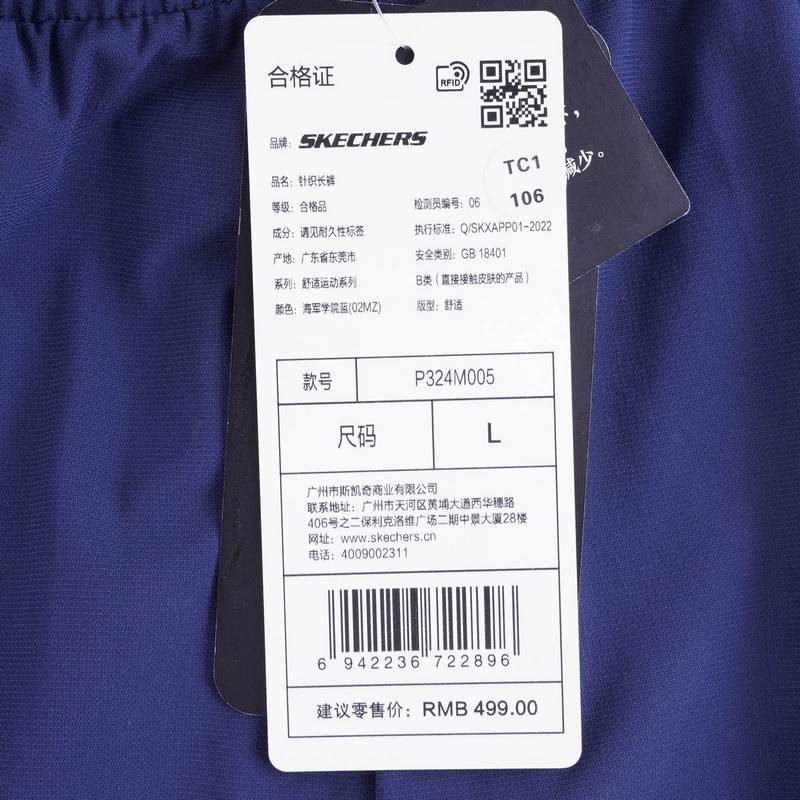 合格证
RFID
品牌: SKECHERS
TC1
106
品名: 针织长裤
等级: 合格品
检测员编号: 06
成分: 请见耐久性标签
执行标准: Q/SKXAPP01-2022
产地: 广东省东莞市
安全类别: GB 18401
系列: 舒适运动系列
B类（直接接触皮肤的产品）
颜色: 海军学院蓝(02MZ)
版型: 舒适
款号 P324M005
尺码 L
广州市斯凯奇商业有限公司
联系地址: 广州市天河区黄埔大道西华穗路
406号之二保利克洛维广场二期中景大厦28楼
网址: www.skechers.cn
电话: 4009002311
6 942236 722896
建议零售价: RMB 499.00
减少。